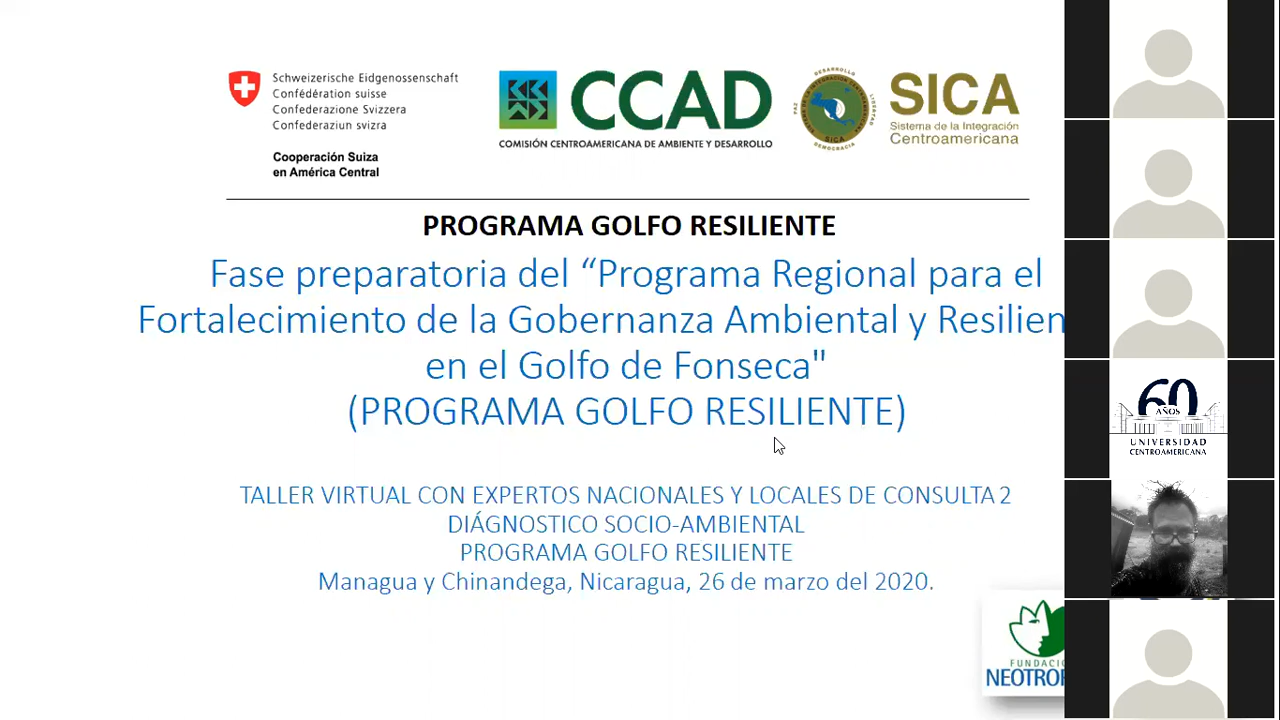 Schweizerische Eidgenossenschaft
Confédération suisse
Confederazione Svizzera
Confederaziun svizra
Cooperación Suiza
en América Central
CCAD
COMISIÓN CENTROAMERICANA DE AMBIENTE Y DESARROLLO
SICA
Sistema de la Integración
Centroamericana
PROGRAMA GOLFO RESILIENTE
Fase preparatoria del “Programa Regional para el
Fortalecimiento de la Gobernanza Ambiental y Resilien
en el Golfo de Fonseca"
(PROGRAMA GOLFO RESILIENTE)
TALLER VIRTUAL CON EXPERTOS NACIONALES Y LOCALES DE CONSULTA 2
DIÁGNOSTICO SOCIO-AMBIENTAL
PROGRAMA GOLFO RESILIENTE
Managua y Chinandega, Nicaragua, 26 de marzo del 2020.
FUNDACIÓ
NEOTRO
60
AÑOS
UNIVERSIDAD
CENTROAMERICANA